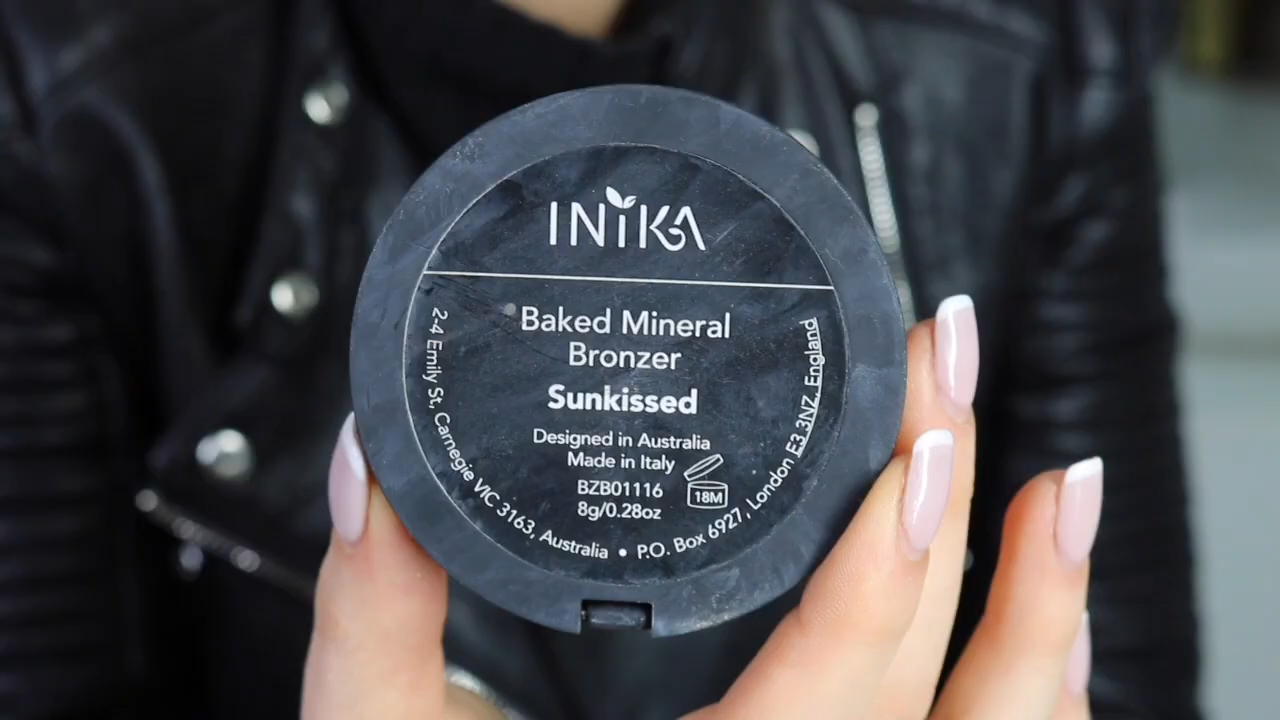 INIKA
Baked Mineral
Bronzer
Sunkissed
Designed in Australia
Made in Italy
BZB01116
8g/0.28oz
18M
2-4 Emily St, Carnegie VIC 3163, Australia • P.O. Box 6927, London E3 3NZ, England